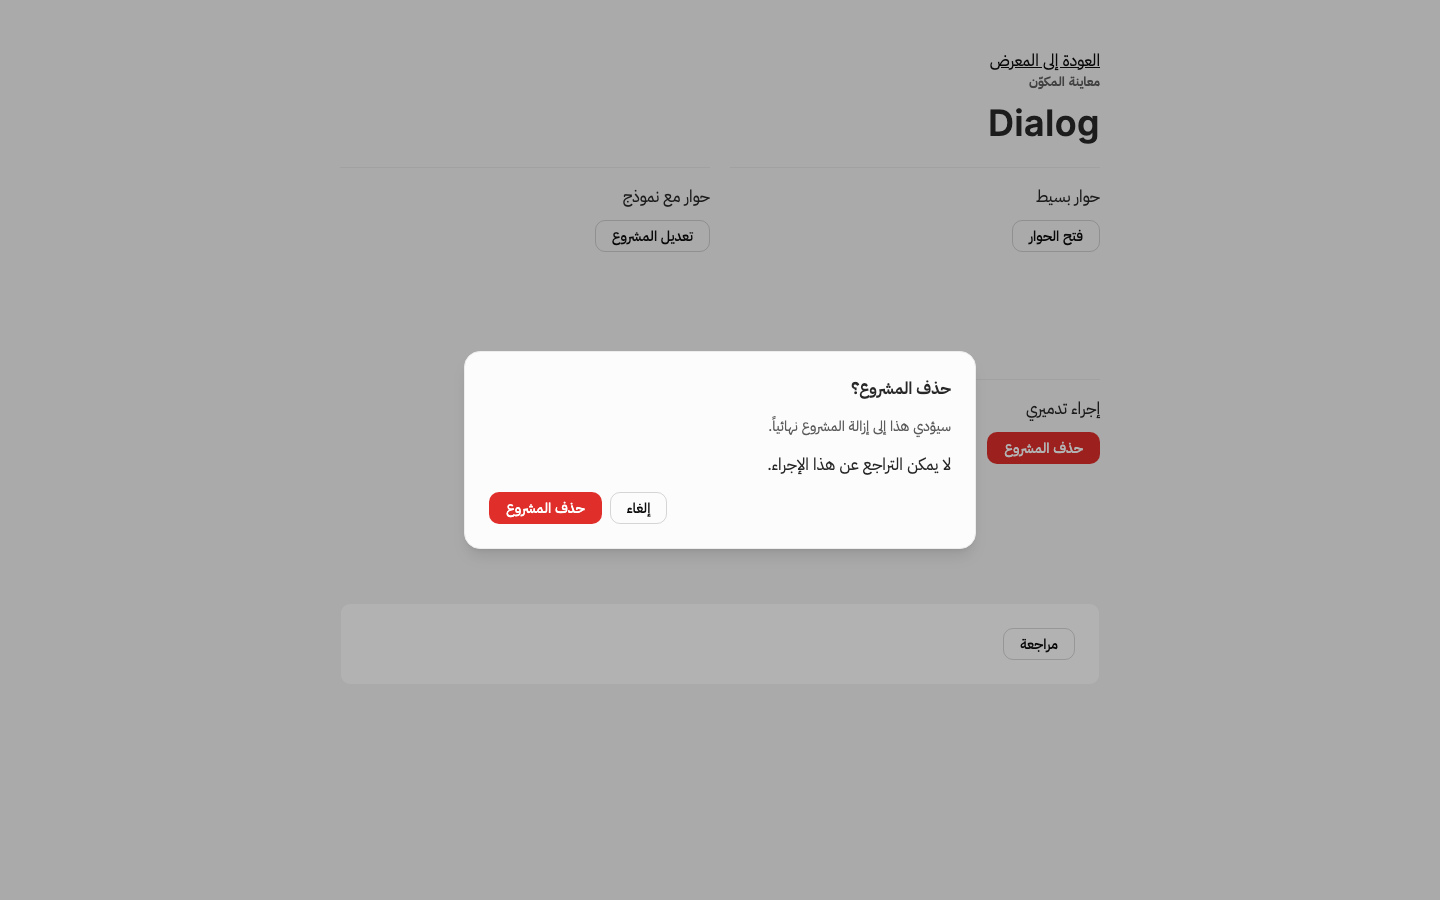 العودة إلى المعرض
معاينة المكوّن
Dialog
حوار بسيط
فتح الحوار
حوار مع نموذج
تعديل المشروع
إجراء تدميري
حذف المشروع
حذف المشروع؟
سيؤدي هذا إلى إزالة المشروع نهائياً.
لا يمكن التراجع عن هذا الإجراء.
إلغاء
حذف المشروع
مراجعة